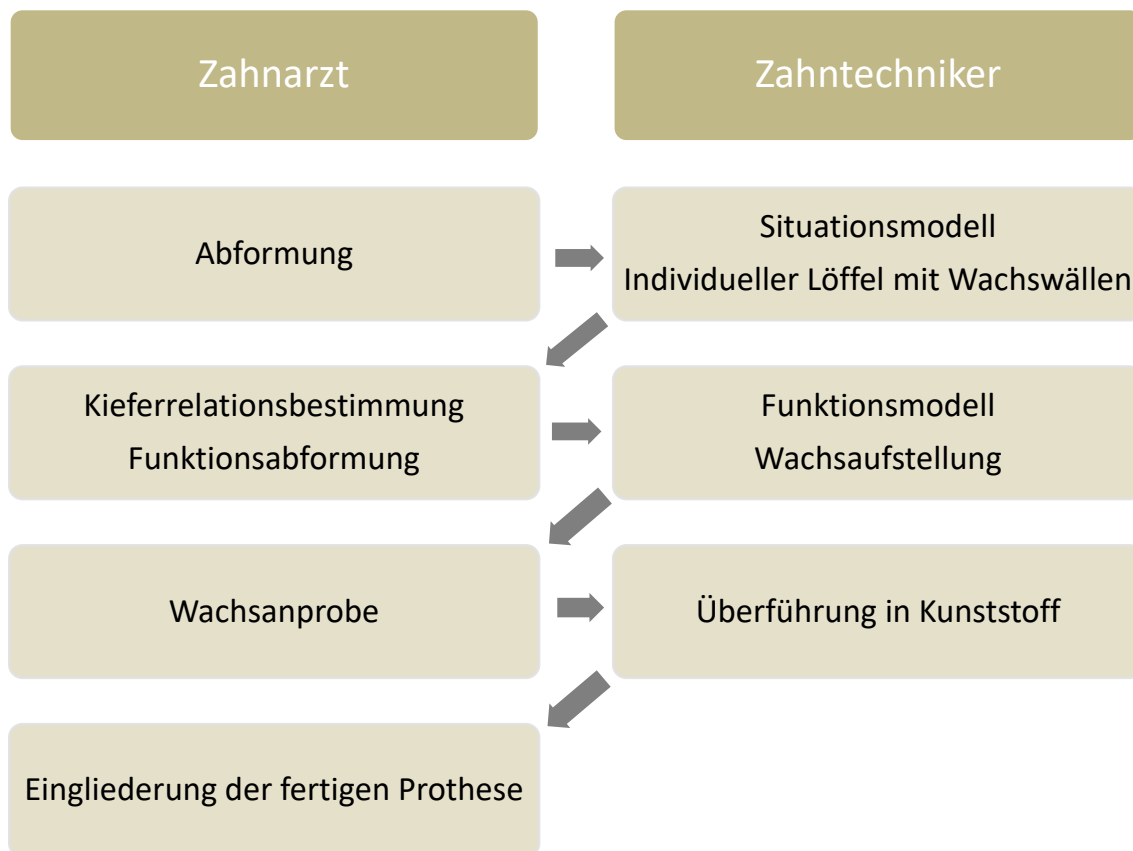 Zahnarzt
Zahntechniker
Abformung
Situationsmodell
Individueller Löffel mit Wachswällen
Kieferrelationsbestimmung
Funktionsabformung
Funktionsmodell
Wachsaufstellung
Wachsanprobe
Überführung in Kunststoff
Eingliederung der fertigen Prothese